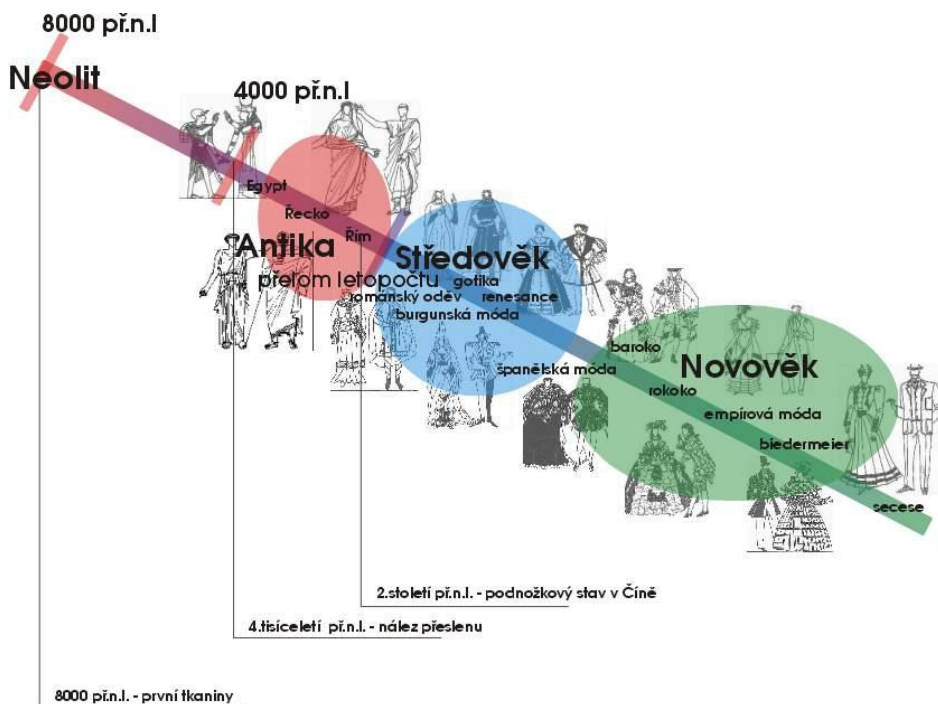 8000 př.n.l
Neolit
4000 př.n.l
Egypt
Řecko
Řím
Antika
přelom letopočtu
Středověk
gotika
románský oděv
renesance
burgunská móda
španělská móda
baroko
Novověk
rokoko
empírová móda
biedermeier
secese
2.století př.n.l. - podnožkový stav v Číně
4.tisíceletí př.n.l. - nález přeslenu
8000 př.n.l. - první tkaniny